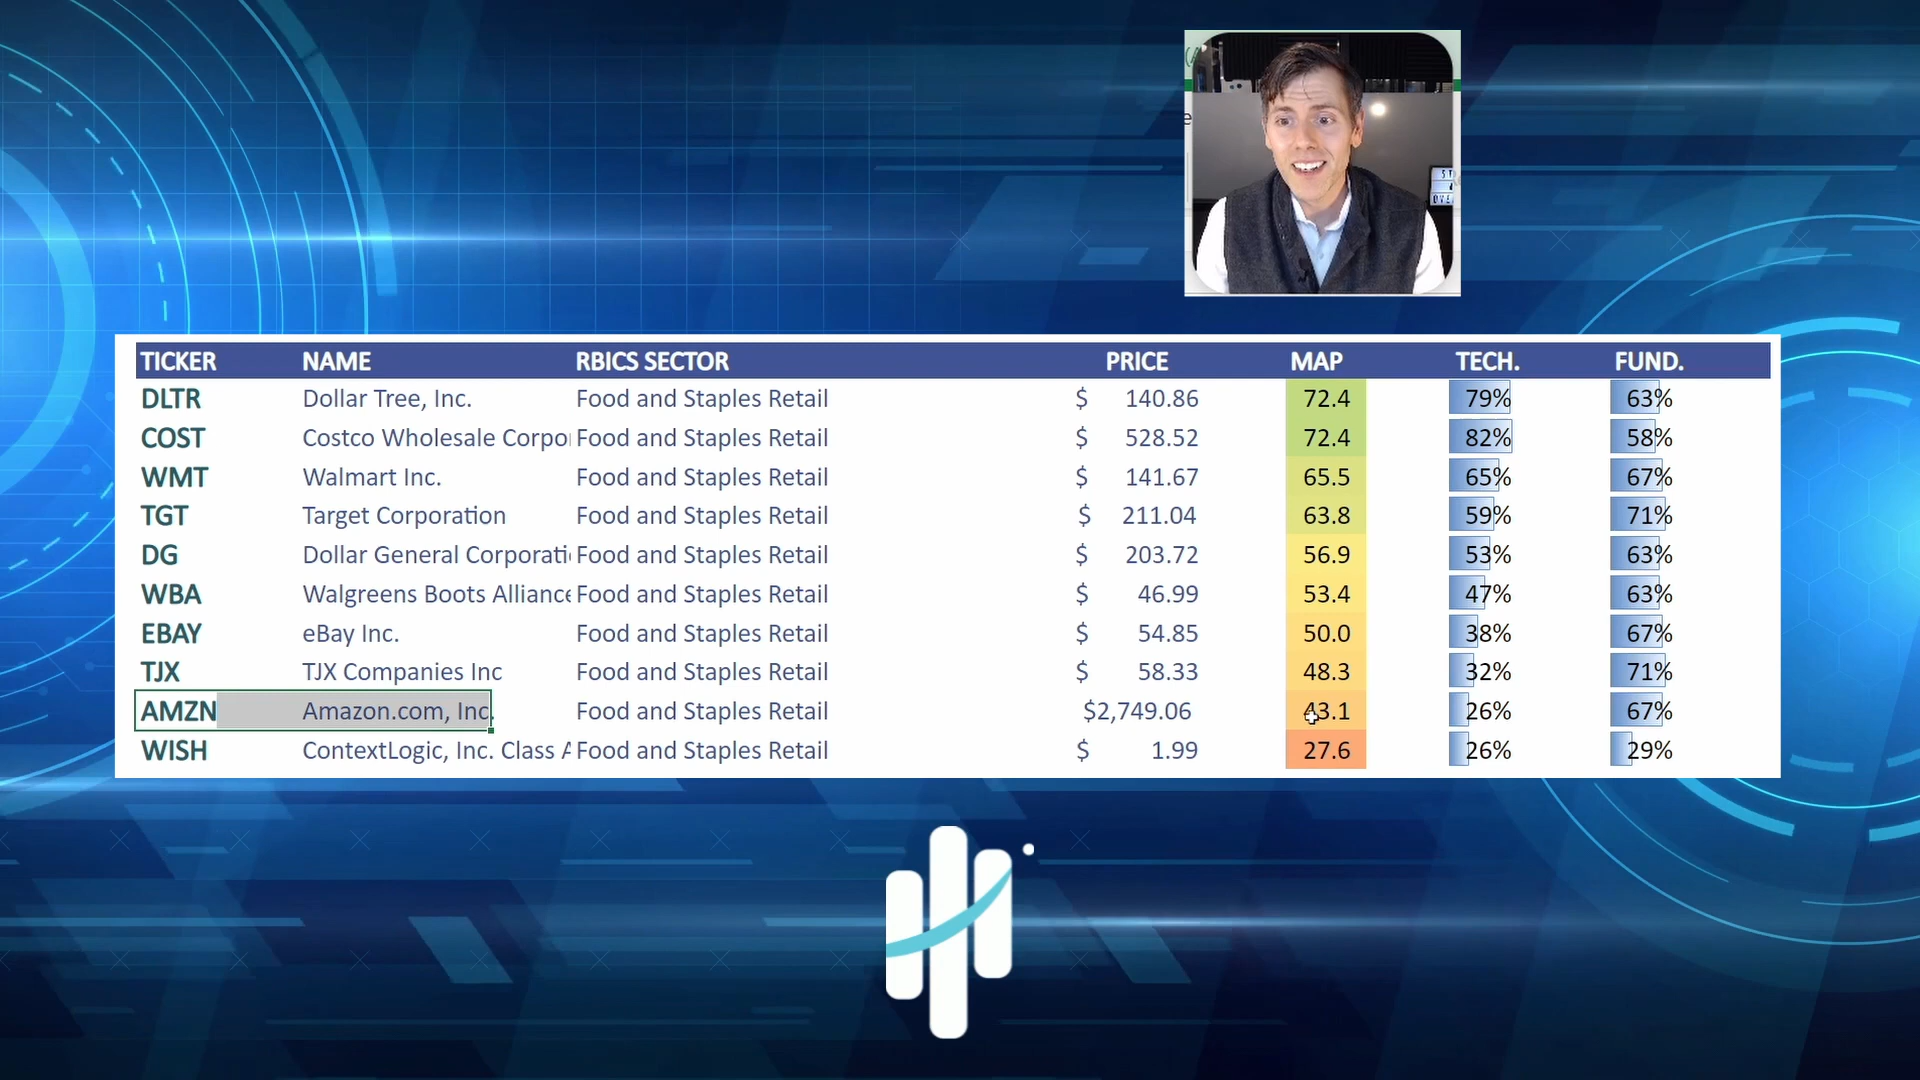 TICKER NAME RBICS SECTOR PRICE MAP TECH. FUND.
DLTR Dollar Tree, Inc. Food and Staples Retail $ 140.86 72.4 79% 63%
COST Costco Wholesale Corpo Food and Staples Retail $ 528.52 72.4 82% 58%
WMT Walmart Inc. Food and Staples Retail $ 141.67 65.5 65% 67%
TGT Target Corporation Food and Staples Retail $ 211.04 63.8 59% 71%
DG Dollar General Corporati Food and Staples Retail $ 203.72 56.9 53% 63%
WBA Walgreens Boots Alliance Food and Staples Retail $ 46.99 53.4 47% 63%
EBAY eBay Inc. Food and Staples Retail $ 54.85 50.0 38% 67%
TJX TJX Companies Inc Food and Staples Retail $ 58.33 48.3 32% 71%
AMZN Amazon.com, Inc. Food and Staples Retail $2,749.06 43.1 26% 67%
WISH ContextLogic, Inc. Class A Food and Staples Retail $ 1.99 27.6 26% 29%